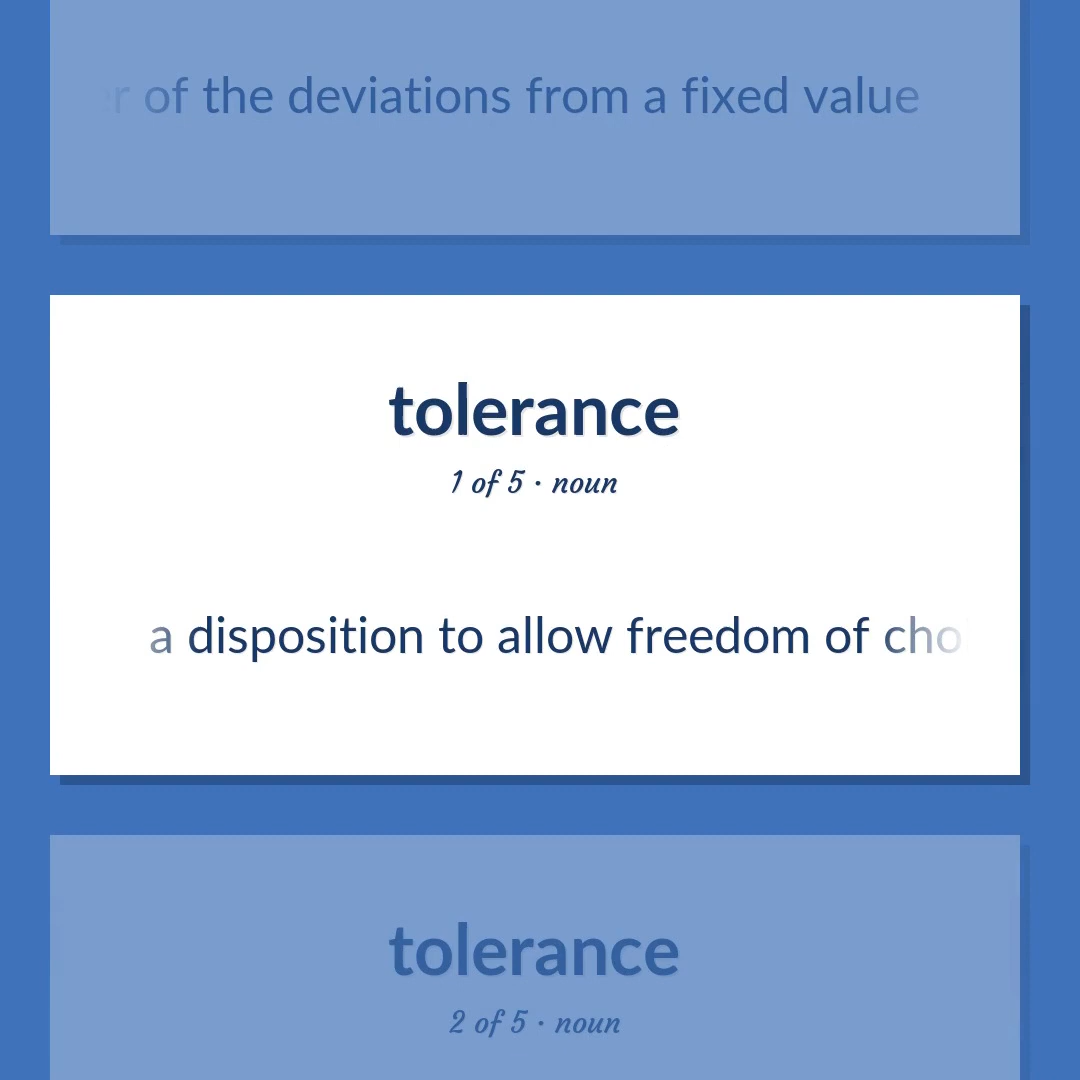 of the deviations from a fixed value
tolerance
1 of 5 · noun
a disposition to allow freedom of
tolerance
2 of 5 · noun